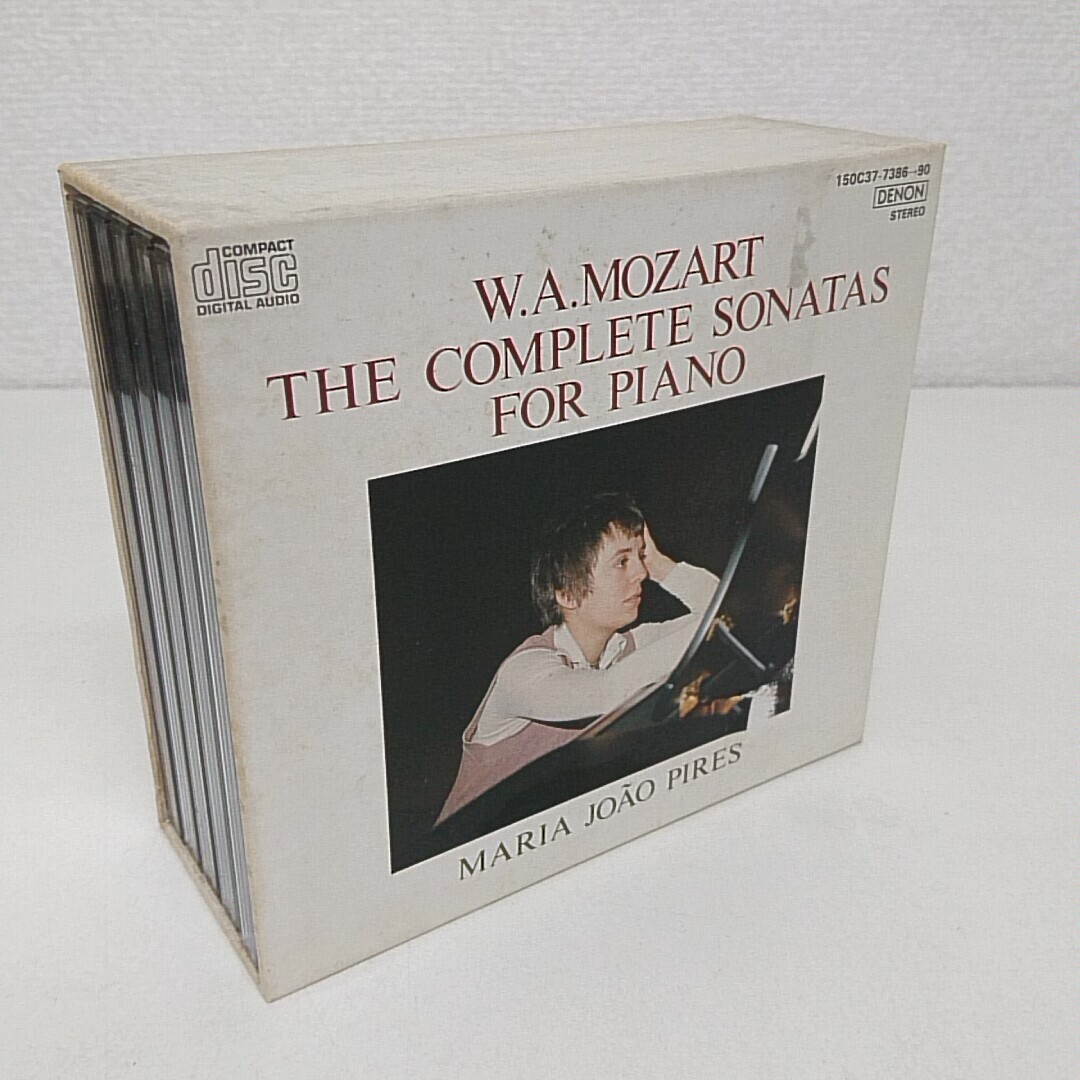 COMPACT
disc
DIGITAL AUDIO
150C37-7386→90
DENON
STEREO
W.A.MOZART
THE COMPLETE SONATAS
FOR PIANO
MARIA JOÃO PIRES